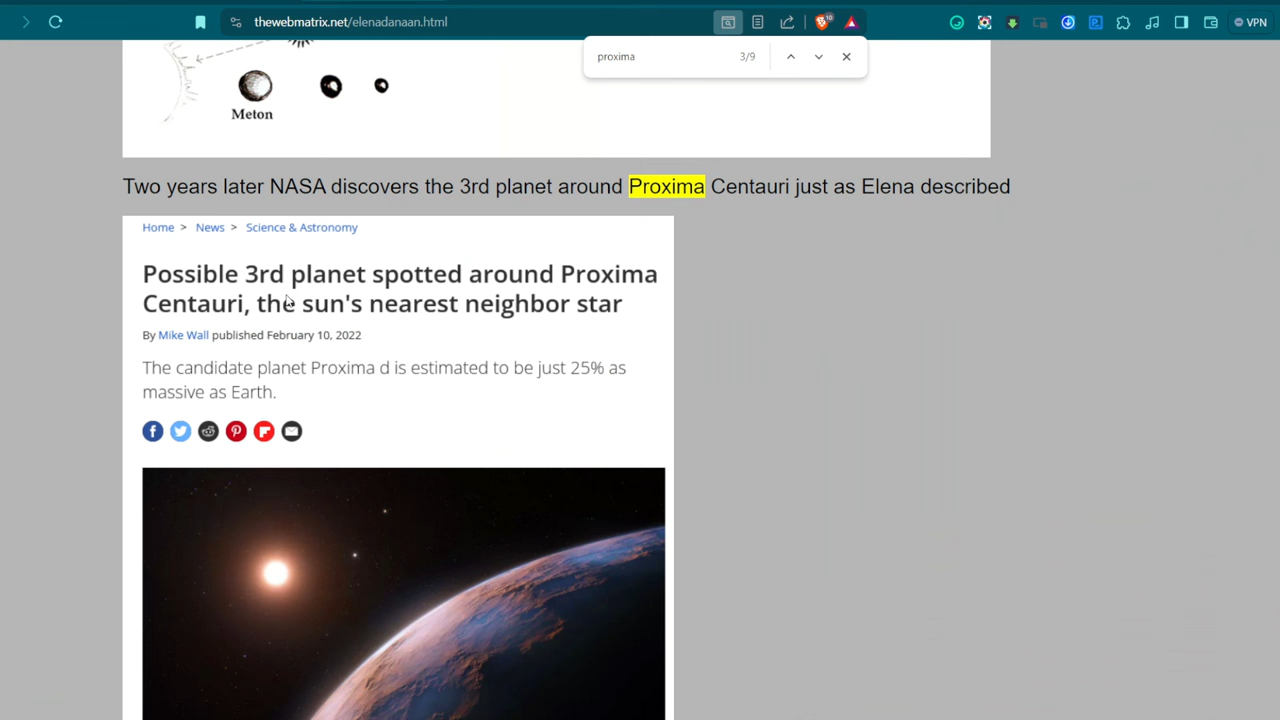 thewebmatrix.net/elenadanaan.html
10
VPN
proxima 3/9
Meton
Two years later NASA discovers the 3rd planet around Proxima Centauri just as Elena described
Home > News > Science & Astronomy
Possible 3rd planet spotted around Proxima
Centauri, the sun's nearest neighbor star
By Mike Wall published February 10, 2022
The candidate planet Proxima d is estimated to be just 25% as
massive as Earth.